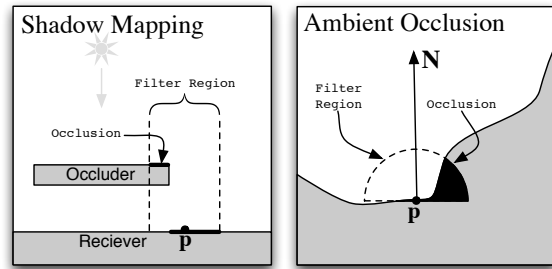 Shadow Mapping
Filter Region
Occlusion
Occluder
Reciever
p
Ambient Occlusion
N
Filter
Region
Occlusion
p